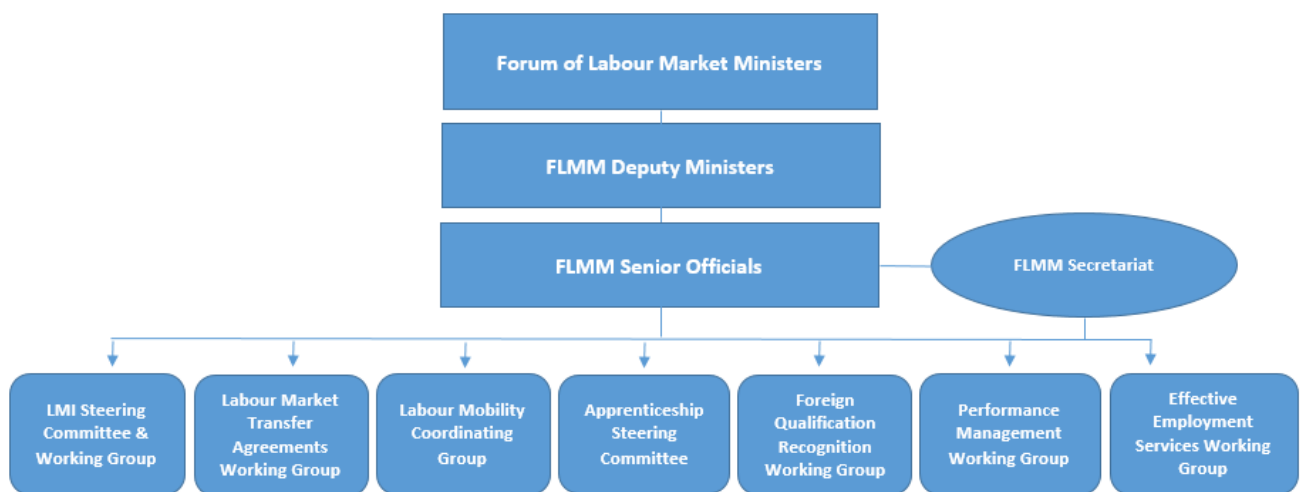 Forum of Labour Market Ministers
FLMM Deputy Ministers
FLMM Senior Officials
FLMM Secretariat
LMI Steering
Committee &
Working Group
Labour Market
Transfer
Agreements
Working Group
Labour Mobility
Coordinating
Group
Apprenticeship
Steering
Committee
Foreign
Qualification
Recognition
Working Group
Performance
Management
Working Group
Effective
Employment
Services Working
Group